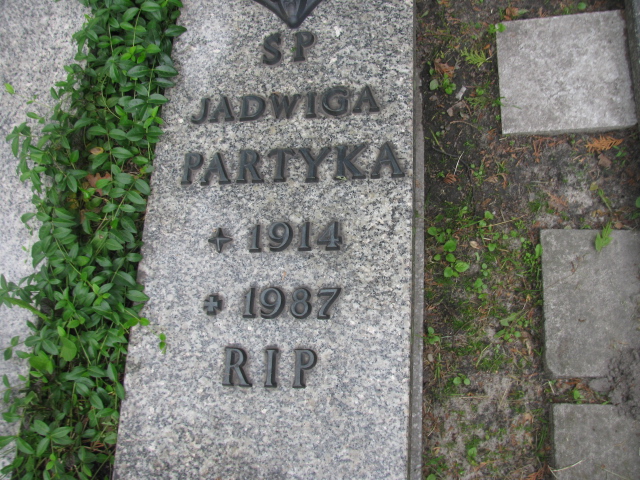 SP
JADWIGA
PARTYKA
1914
+ 1987
RIP